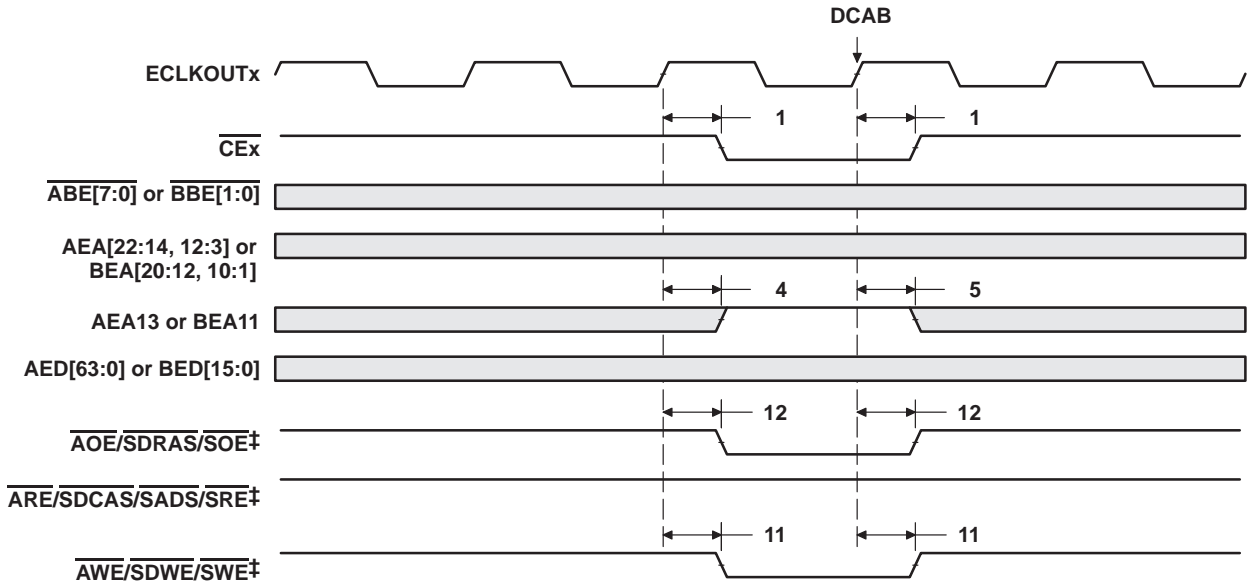 DCAB
ECLKOUTx
1 1
CEx
ABE[7:0] or BBE[1:0]
AEA[22:14, 12:3] or
BEA[20:12, 10:1]
4 5
AEA13 or BEA11
AED[63:0] or BED[15:0]
12 12
AOE/SDRAS/SOE‡
ARE/SDCAS/SADS/SRE‡
11 11
AWE/SDWE/SWE‡